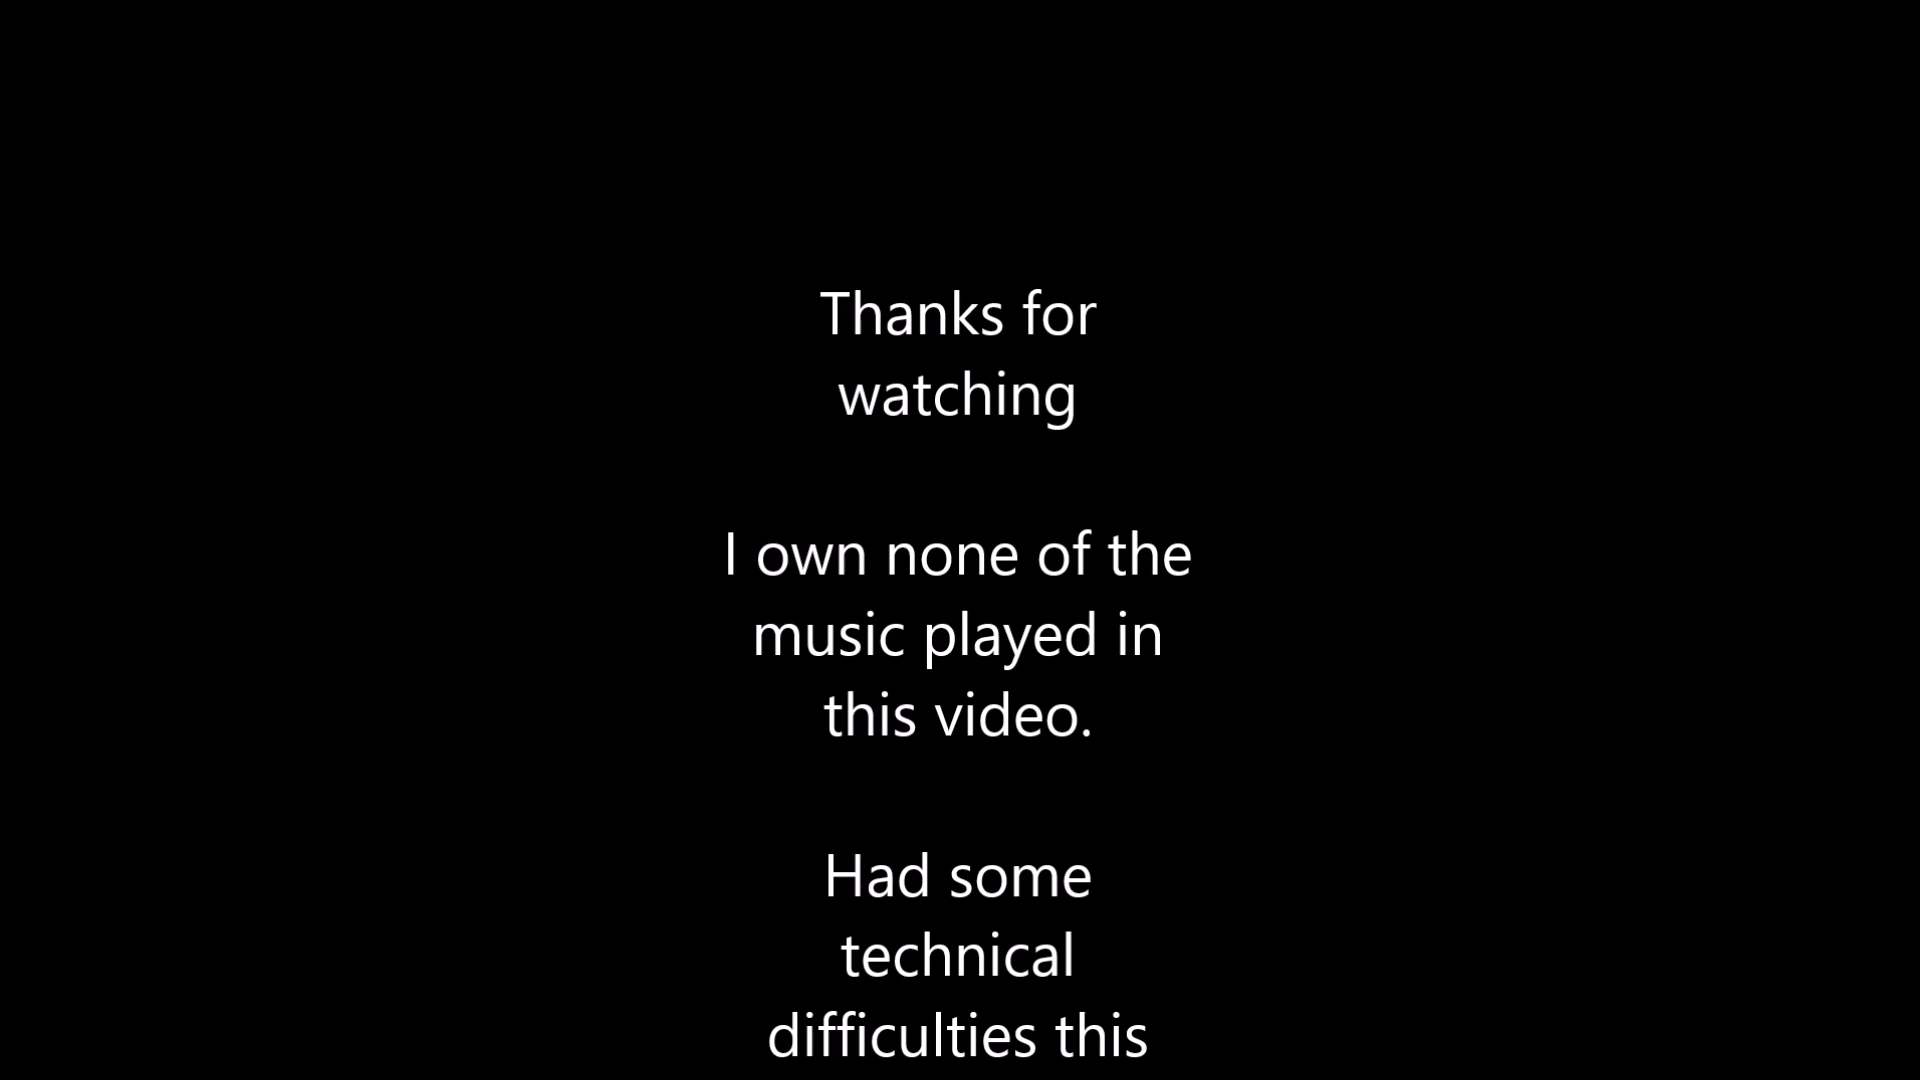 Thanks for
watching
I own none of the
music played in
this video.
Had some
technical
difficulties this